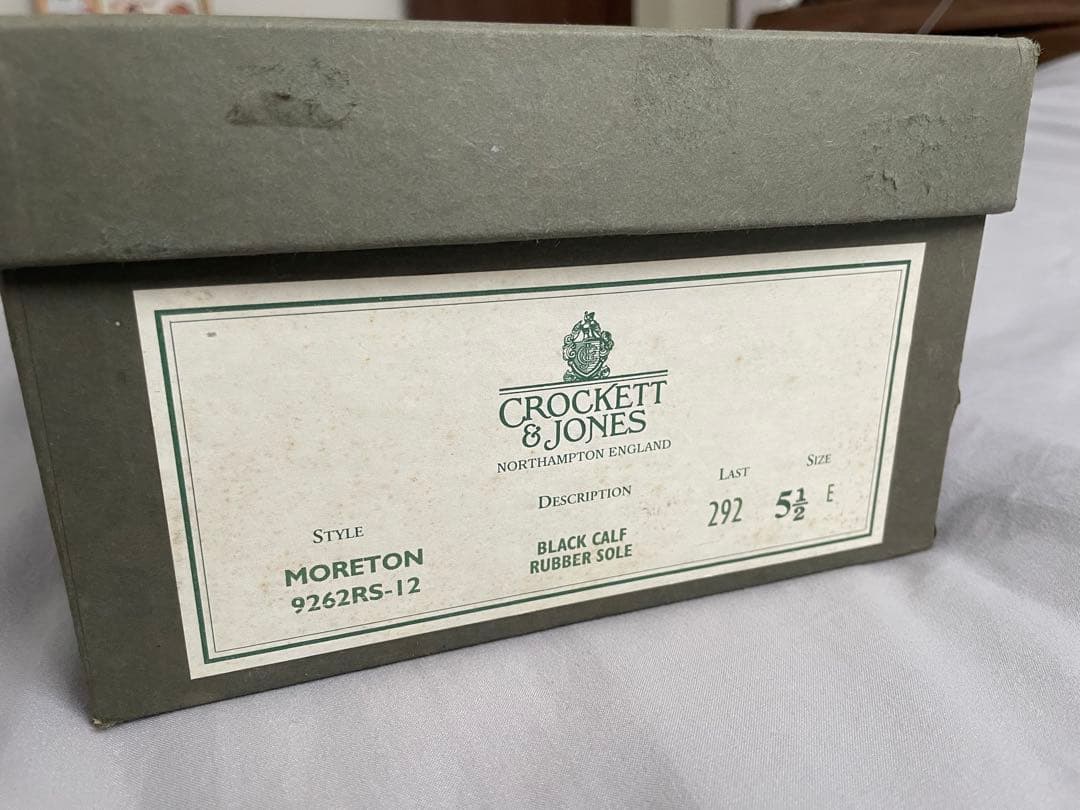 CROCKETT
& JONES
NORTHAMPTON ENGLAND
STYLE
MORETON
9262RS-12
DESCRIPTION
BLACK CALF
RUBBER SOLE
LAST
292
SIZE
5½ E